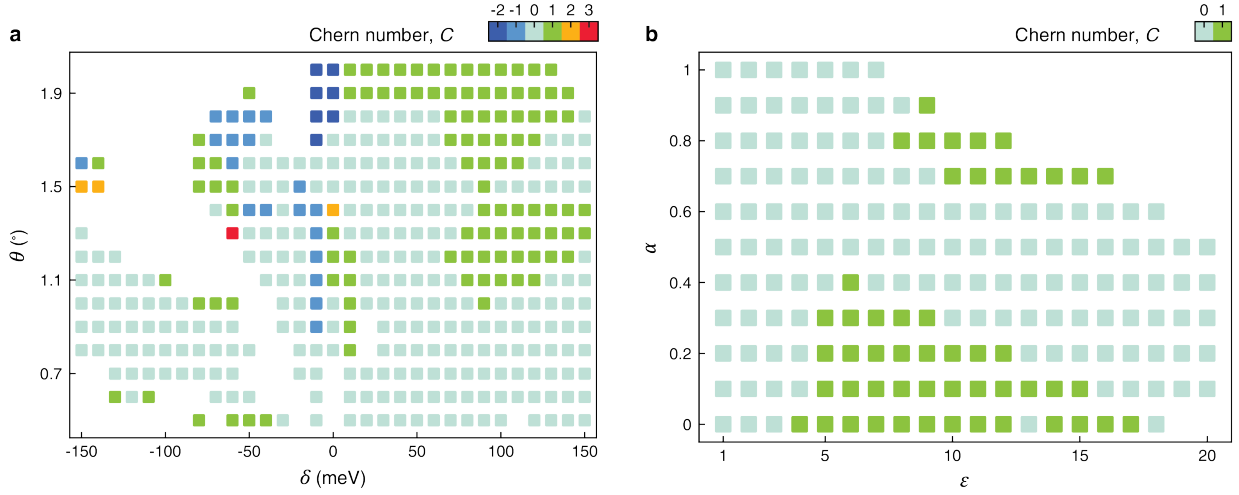 a
Chern number, C
-2 -1 0 1 2 3
θ (°)
1.9
1.5
1.1
0.7
-150 -100 -50 0 50 100 150
δ (meV)
b
Chern number, C
0 1
α
1
0.8
0.6
0.4
0.2
0
1 5 10 15 20
ε